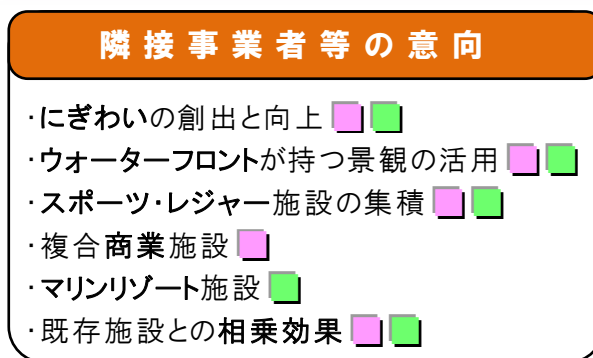 隣接事業者等の意向
・にぎわいの創出と向上
・ウォーターフロントが持つ景観の活用
・スポーツ・レジャー施設の集積
・複合商業施設
・マリンリゾート施設
・既存施設との相乗効果